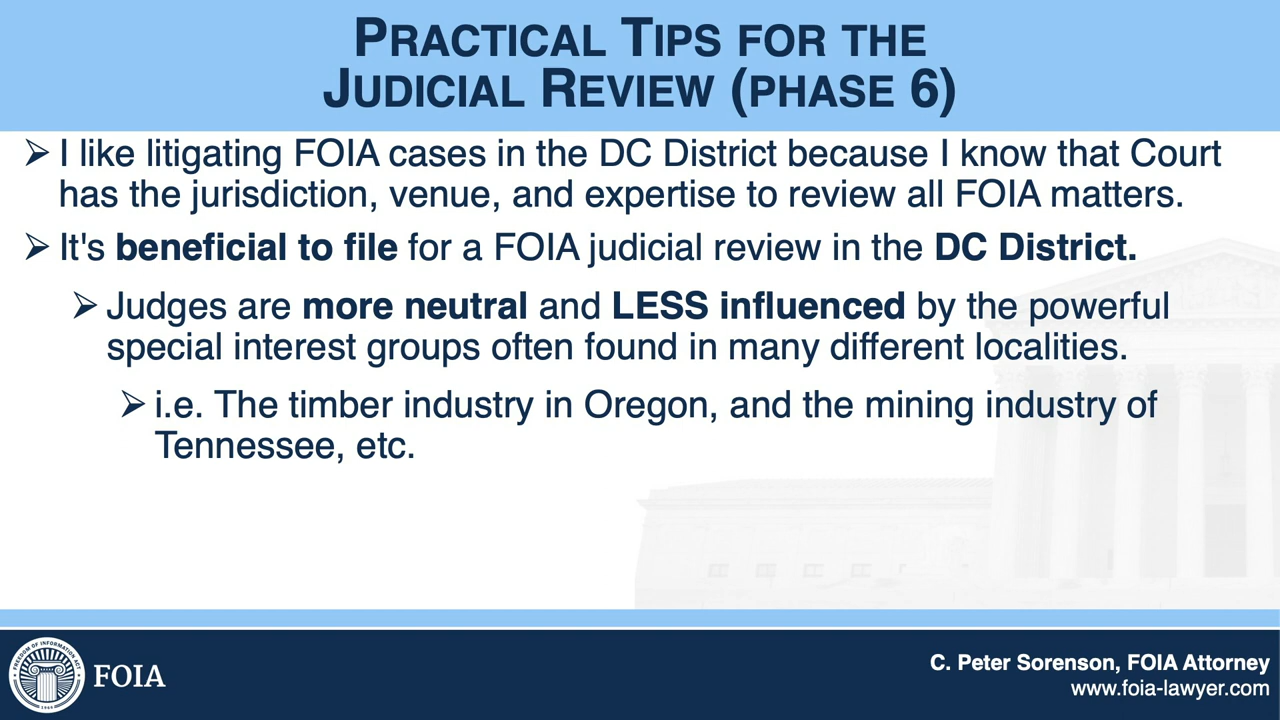 PRACTICAL TIPS FOR THE
JUDICIAL REVIEW (PHASE 6)
➢ I like litigating FOIA cases in the DC District because I know that Court
has the jurisdiction, venue, and expertise to review all FOIA matters.
➢ It's beneficial to file for a FOIA judicial review in the DC District.
➢ Judges are more neutral and LESS influenced by the powerful
special interest groups often found in many different localities.
➢ i.e. The timber industry in Oregon, and the mining industry of
Tennessee, etc.
FREEDOM OF INFORMATION ACT
FOIA
C. Peter Sorenson, FOIA Attorney
www.foia-lawyer.com